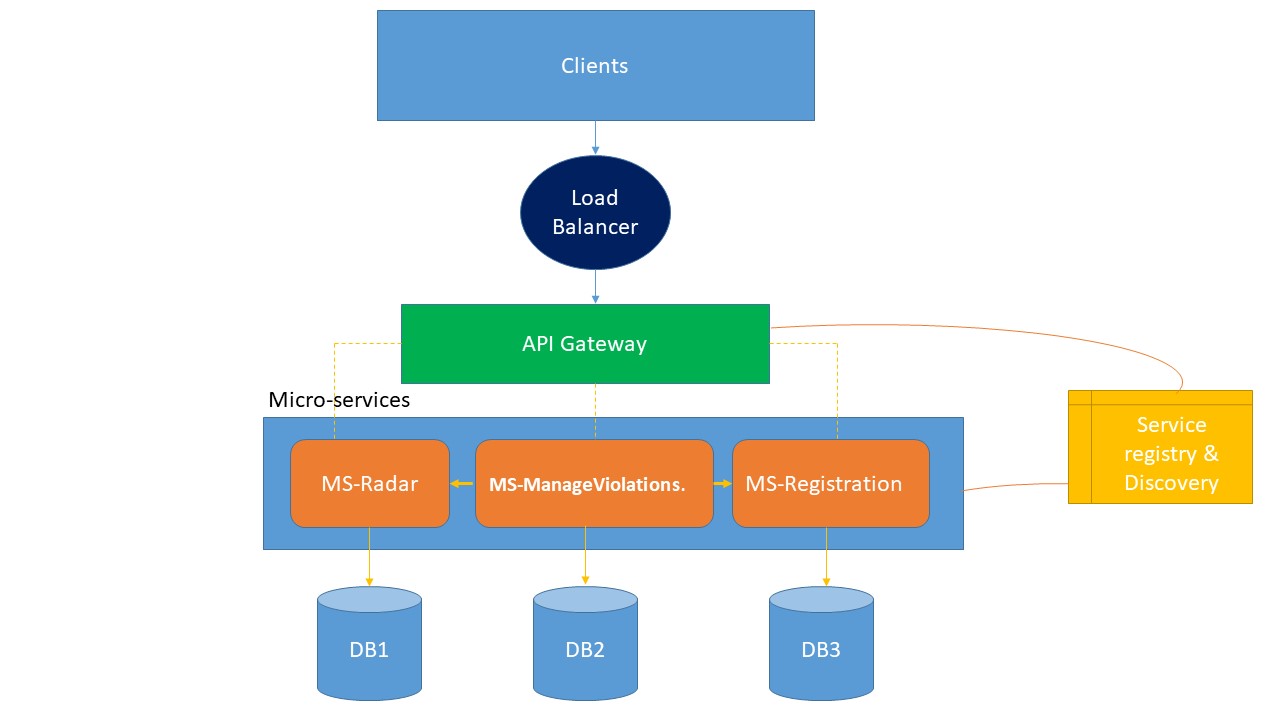 Clients
Load
Balancer
API Gateway
Micro-services
MS-Radar
MS-ManageViolations.
MS-Registration
Service
registry &
Discovery
DB1
DB2
DB3